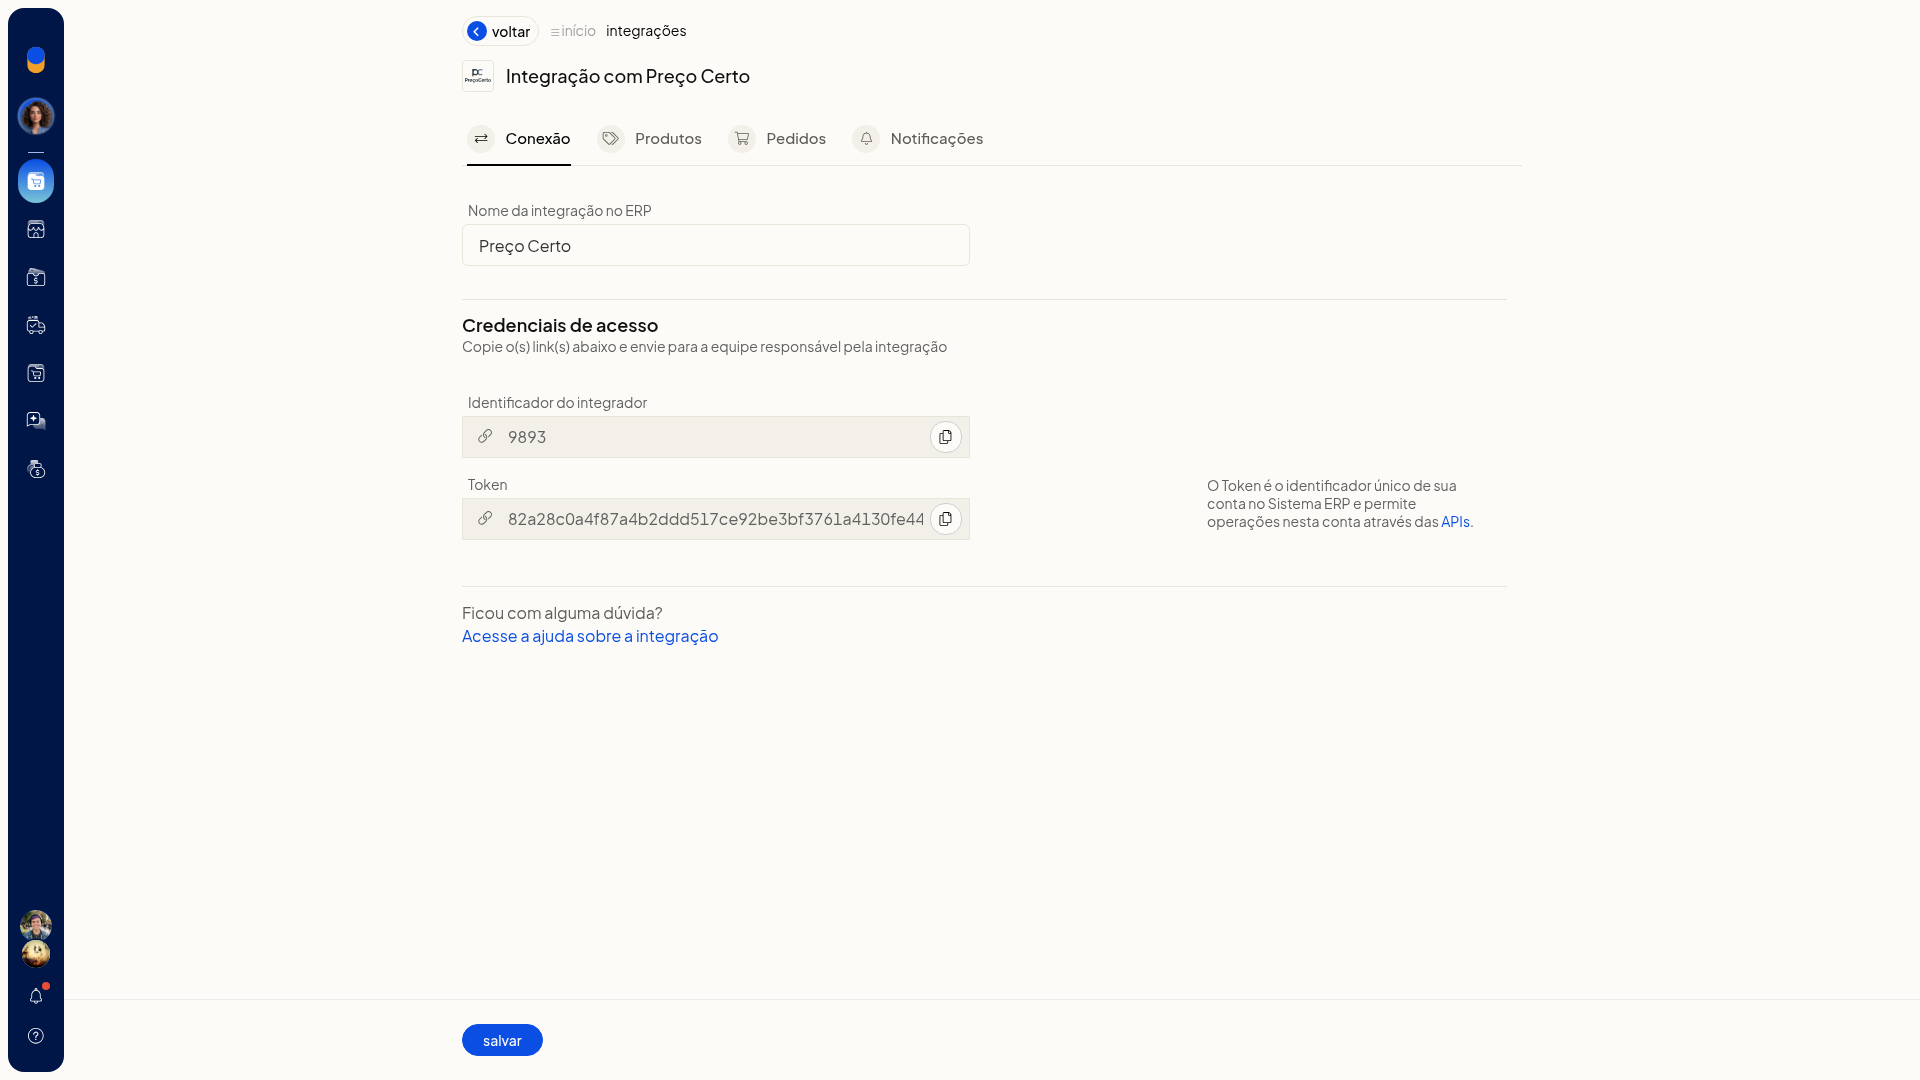 voltar
início
integrações
pc
PreçoCerto
Integração com Preço Certo
Conexão
Produtos
Pedidos
Notificações
Nome da integração no ERP
Preço Certo
Credenciais de acesso
Copie o(s) link(s) abaixo e envie para a equipe responsável pela integração
Identificador do integrador
9893
Token
82a28c0a4f87a4b2ddd517ce92be3bf3761a4130fe44
O Token é o identificador único de sua
conta no Sistema ERP e permite
operações nesta conta através das APIs.
Ficou com alguma dúvida?
Acesse a ajuda sobre a integração
salvar